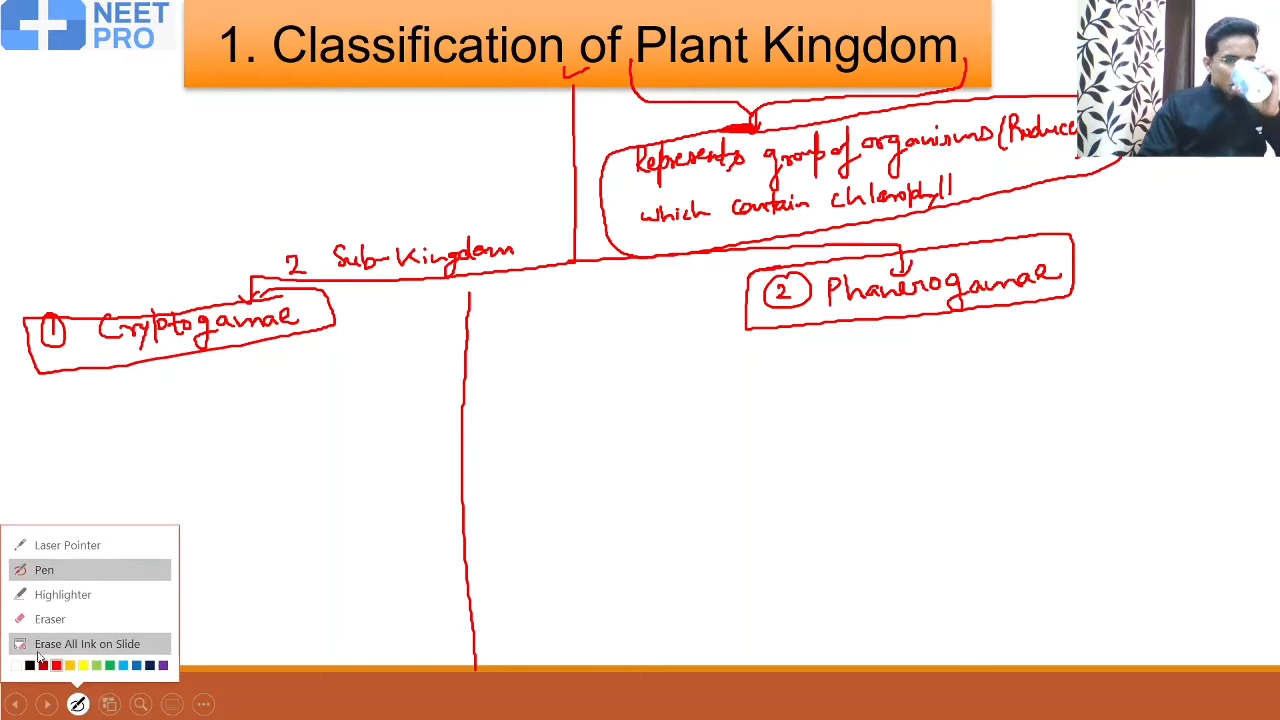 NEET
PRO
1. Classification of Plant Kingdom
Represents group of organisms (Produce
which contain chlorophyll
2 Sub-Kingdom
1 Cryptogamae
2 Phanerogamae
Laser Pointer
Pen
Highlighter
Eraser
Erase All Ink on Slide